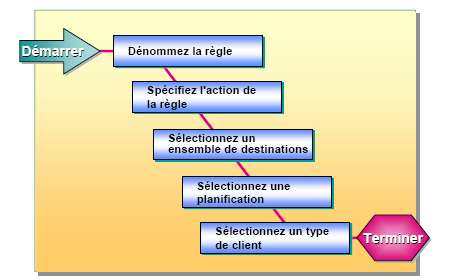 Démarrer
Dénommez la règle
Spécifiez l'action de
la règle
Sélectionnez un
ensemble de destinations
Sélectionnez une
planification
Sélectionnez un type
de client
Terminer